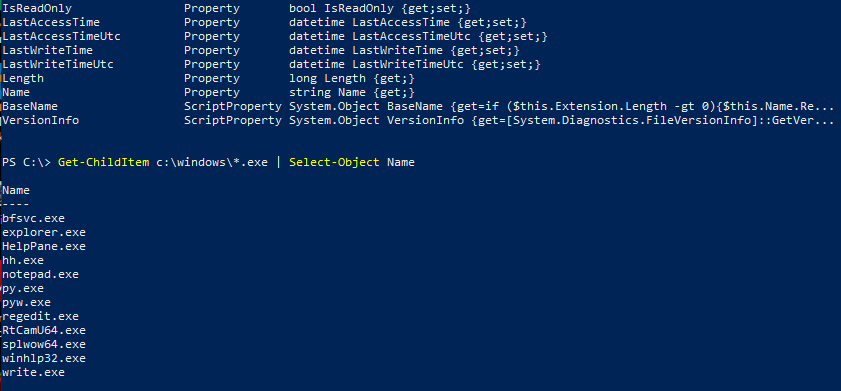 IsReadOnly Property bool IsReadOnly {get;set;}
LastAccessTime Property datetime LastAccessTime {get;set;}
LastAccessTimeUtc Property datetime LastAccessTimeUtc {get;set;}
LastWriteTime Property datetime LastWriteTime {get;set;}
LastWriteTimeUtc Property datetime LastWriteTimeUtc {get;set;}
Length Property long Length {get;}
Name Property string Name {get;}
BaseName ScriptProperty System.Object BaseName {get=if ($this.Extension.Length -gt 0){$this.Name.Re...
VersionInfo ScriptProperty System.Object VersionInfo {get=[System.Diagnostics.FileVersionInfo]::GetVer...
PS C:\> Get-ChildItem c:\windows\*.exe | Select-Object Name
Name
----
bfsvc.exe
explorer.exe
HelpPane.exe
hh.exe
notepad.exe
py.exe
pyw.exe
regedit.exe
RtCamU64.exe
splwow64.exe
winhlp32.exe
write.exe